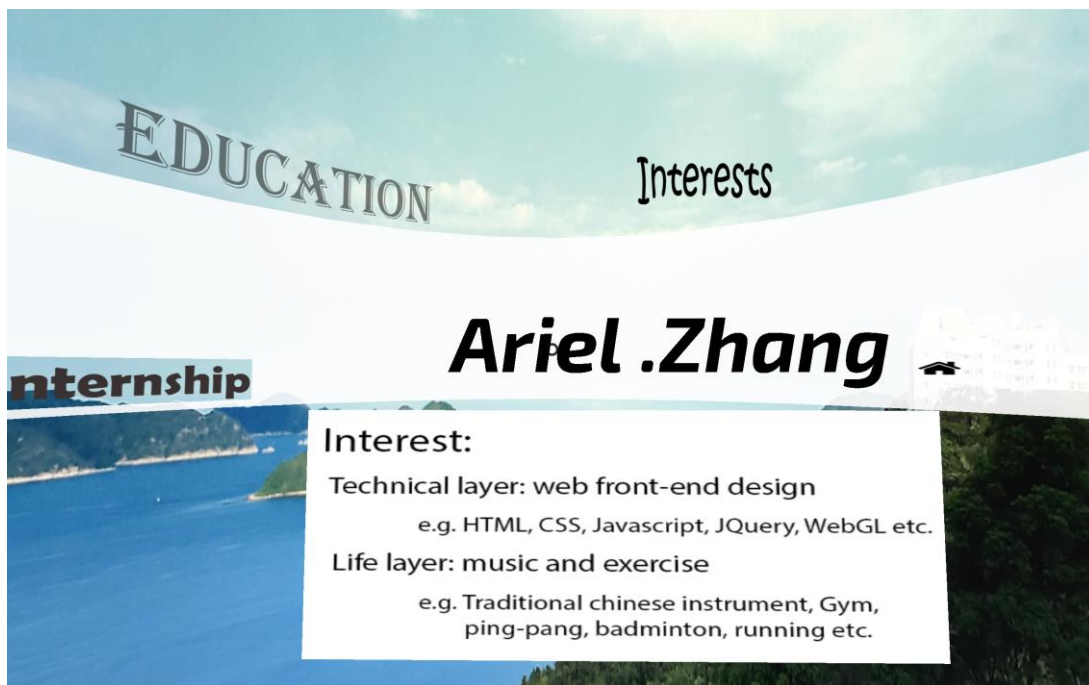 EDUCATION
Interests
Ariel .Zhang
nternship
Interest:
Technical layer: web front-end design
e.g. HTML, CSS, Javascript, JQuery, WebGL etc.
Life layer: music and exercise
e.g. Traditional chinese instrument, Gym,
ping-pang, badminton, running etc.